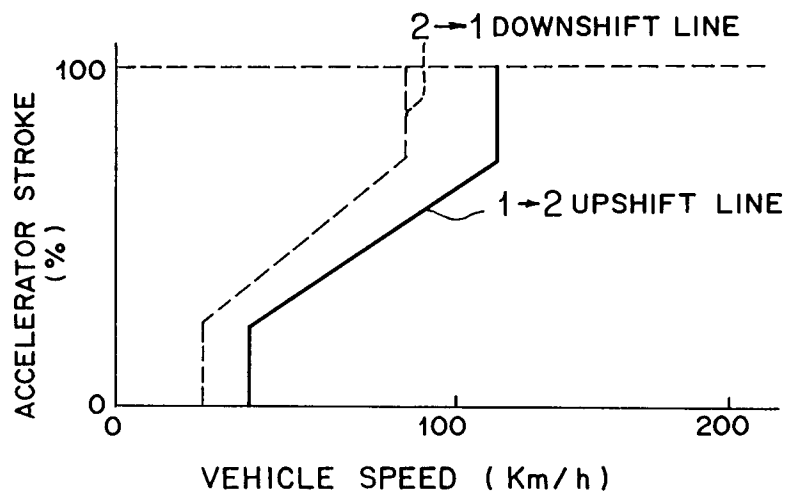 2→1 DOWNSHIFT LINE
100
ACCELERATOR STROKE
(%)
1→2 UPSHIFT LINE
0
0 100 200
VEHICLE SPEED (Km/h)